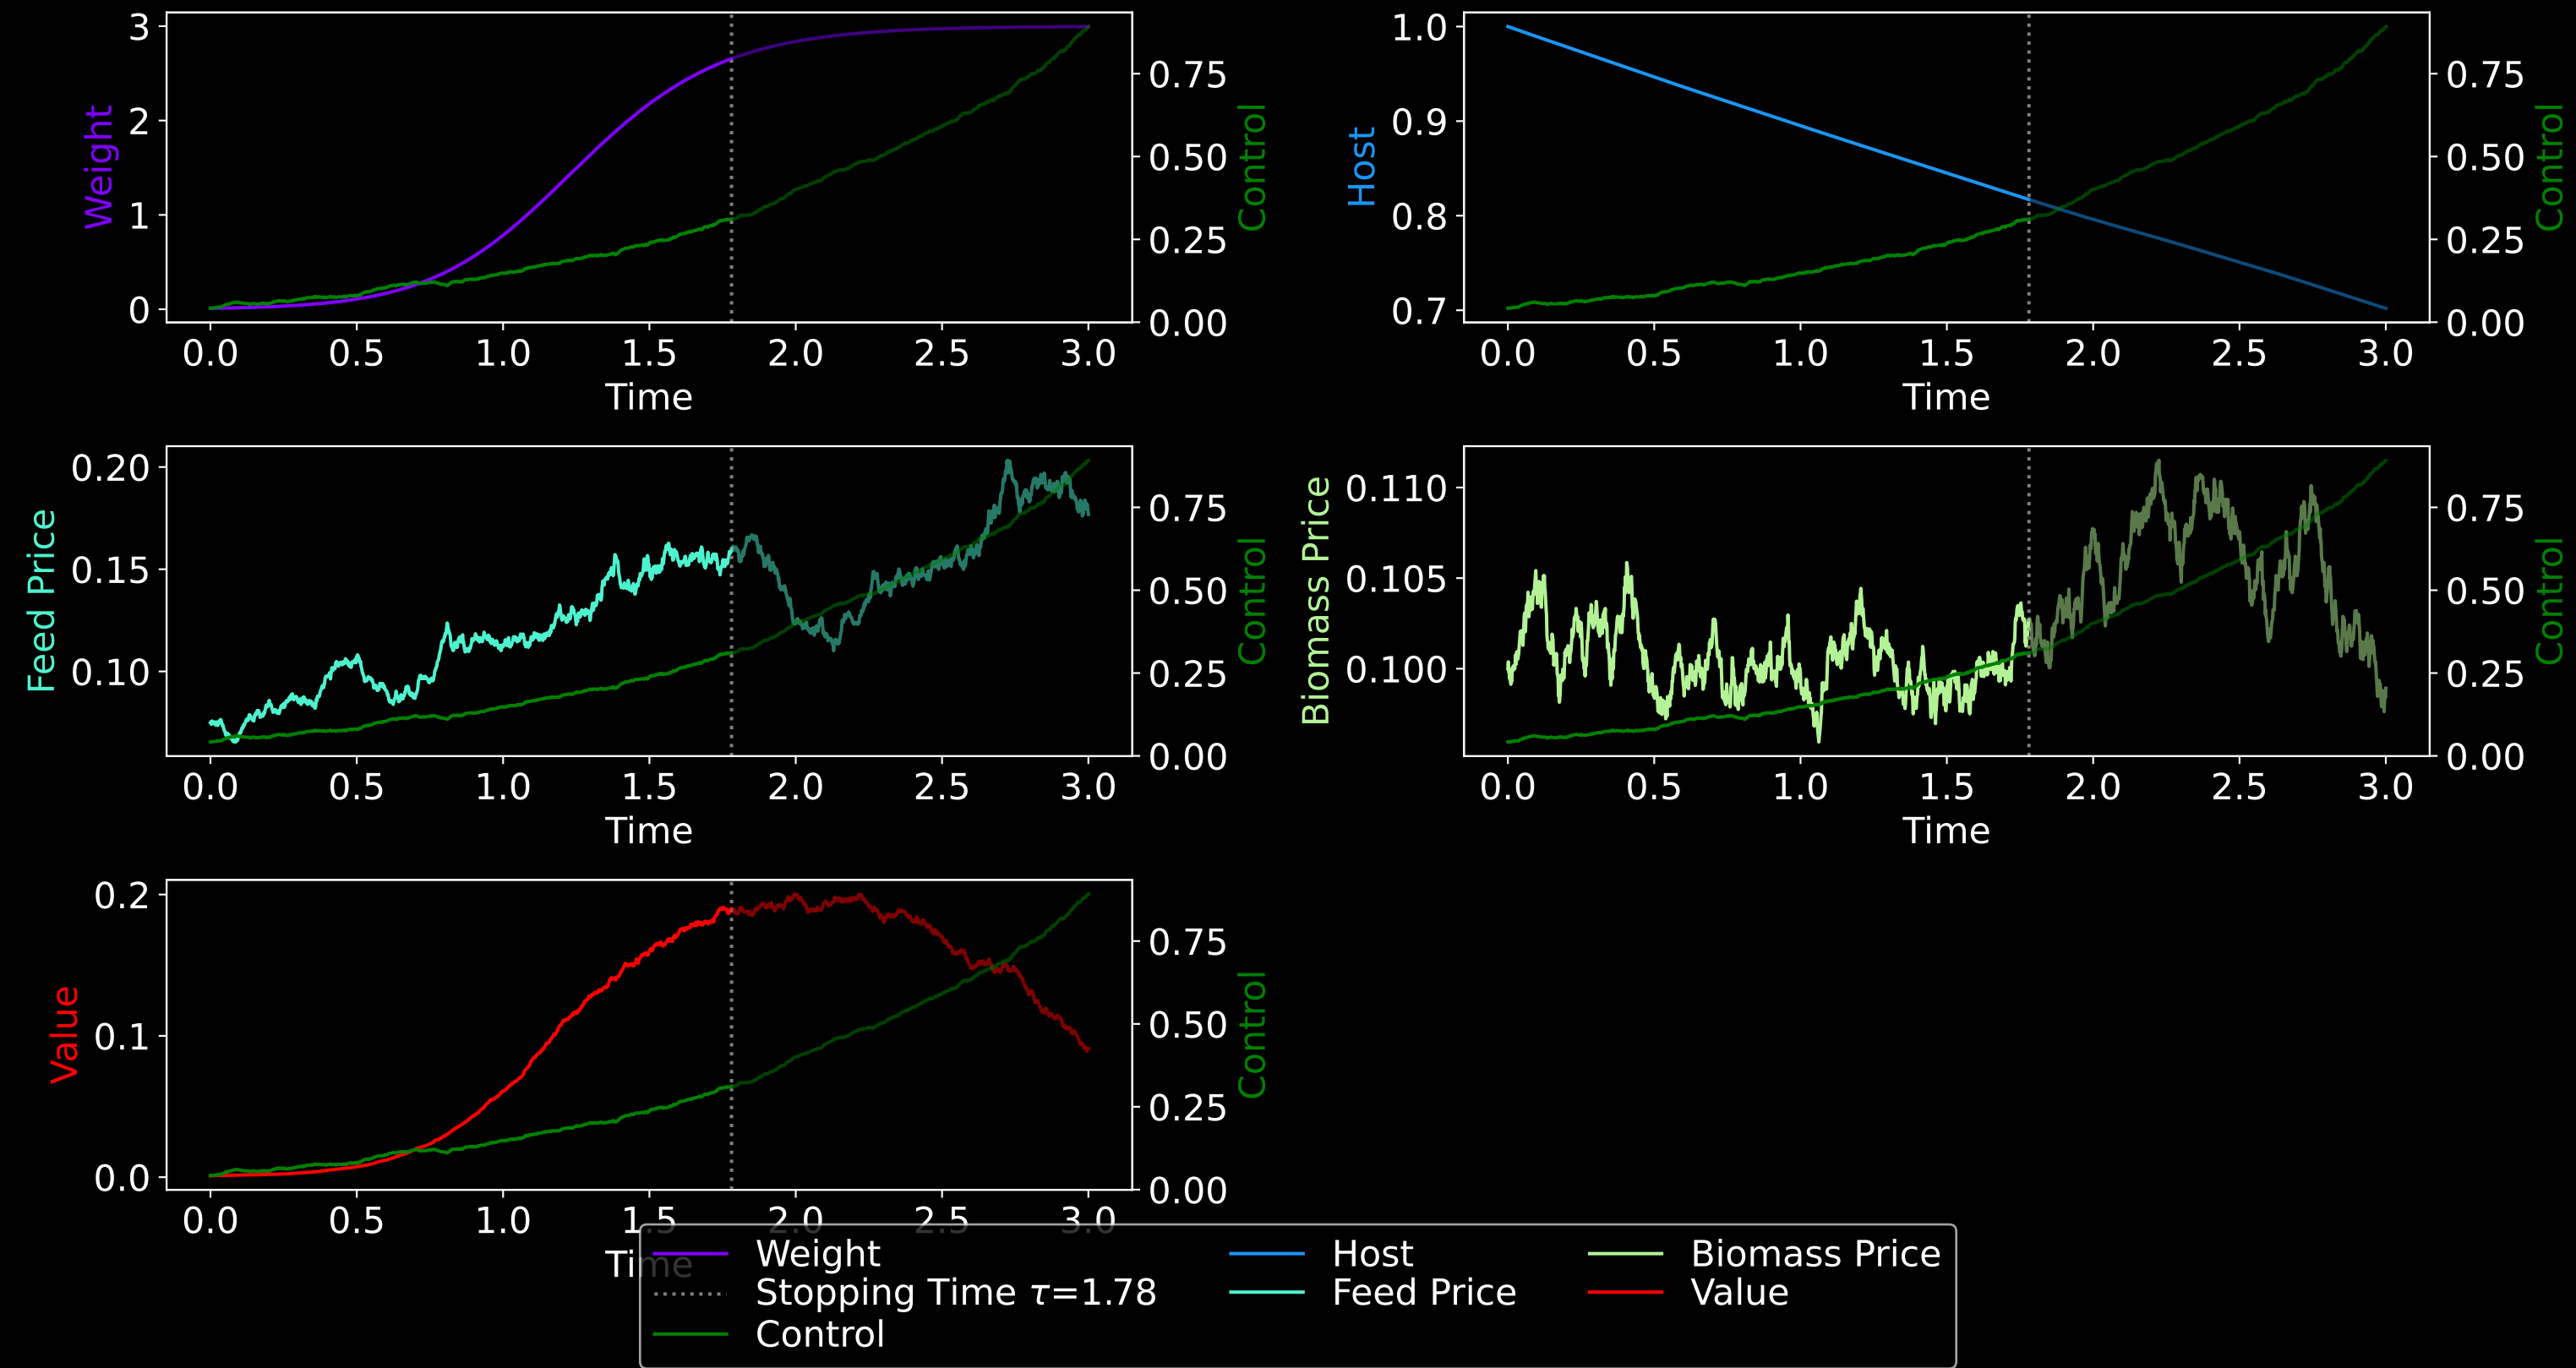 Weight
3
2
1
0
0.75
0.50
0.25
0.00
Control
0.0 0.5 1.0 1.5 2.0 2.5 3.0
Time
Host
1.0
0.9
0.8
0.7
0.75
0.50
0.25
0.00
Control
0.0 0.5 1.0 1.5 2.0 2.5 3.0
Time
Feed Price
0.20
0.15
0.10
0.75
0.50
0.25
0.00
Control
0.0 0.5 1.0 1.5 2.0 2.5 3.0
Time
Biomass Price
0.110
0.105
0.100
0.75
0.50
0.25
0.00
Control
0.0 0.5 1.0 1.5 2.0 2.5 3.0
Time
Value
0.2
0.1
0.0
0.75
0.50
0.25
0.00
Control
0.0 0.5 1.0 1.5 2.0 2.5 3.0
Time
Weight
Stopping Time τ=1.78
Control
Host
Feed Price
Biomass Price
Value